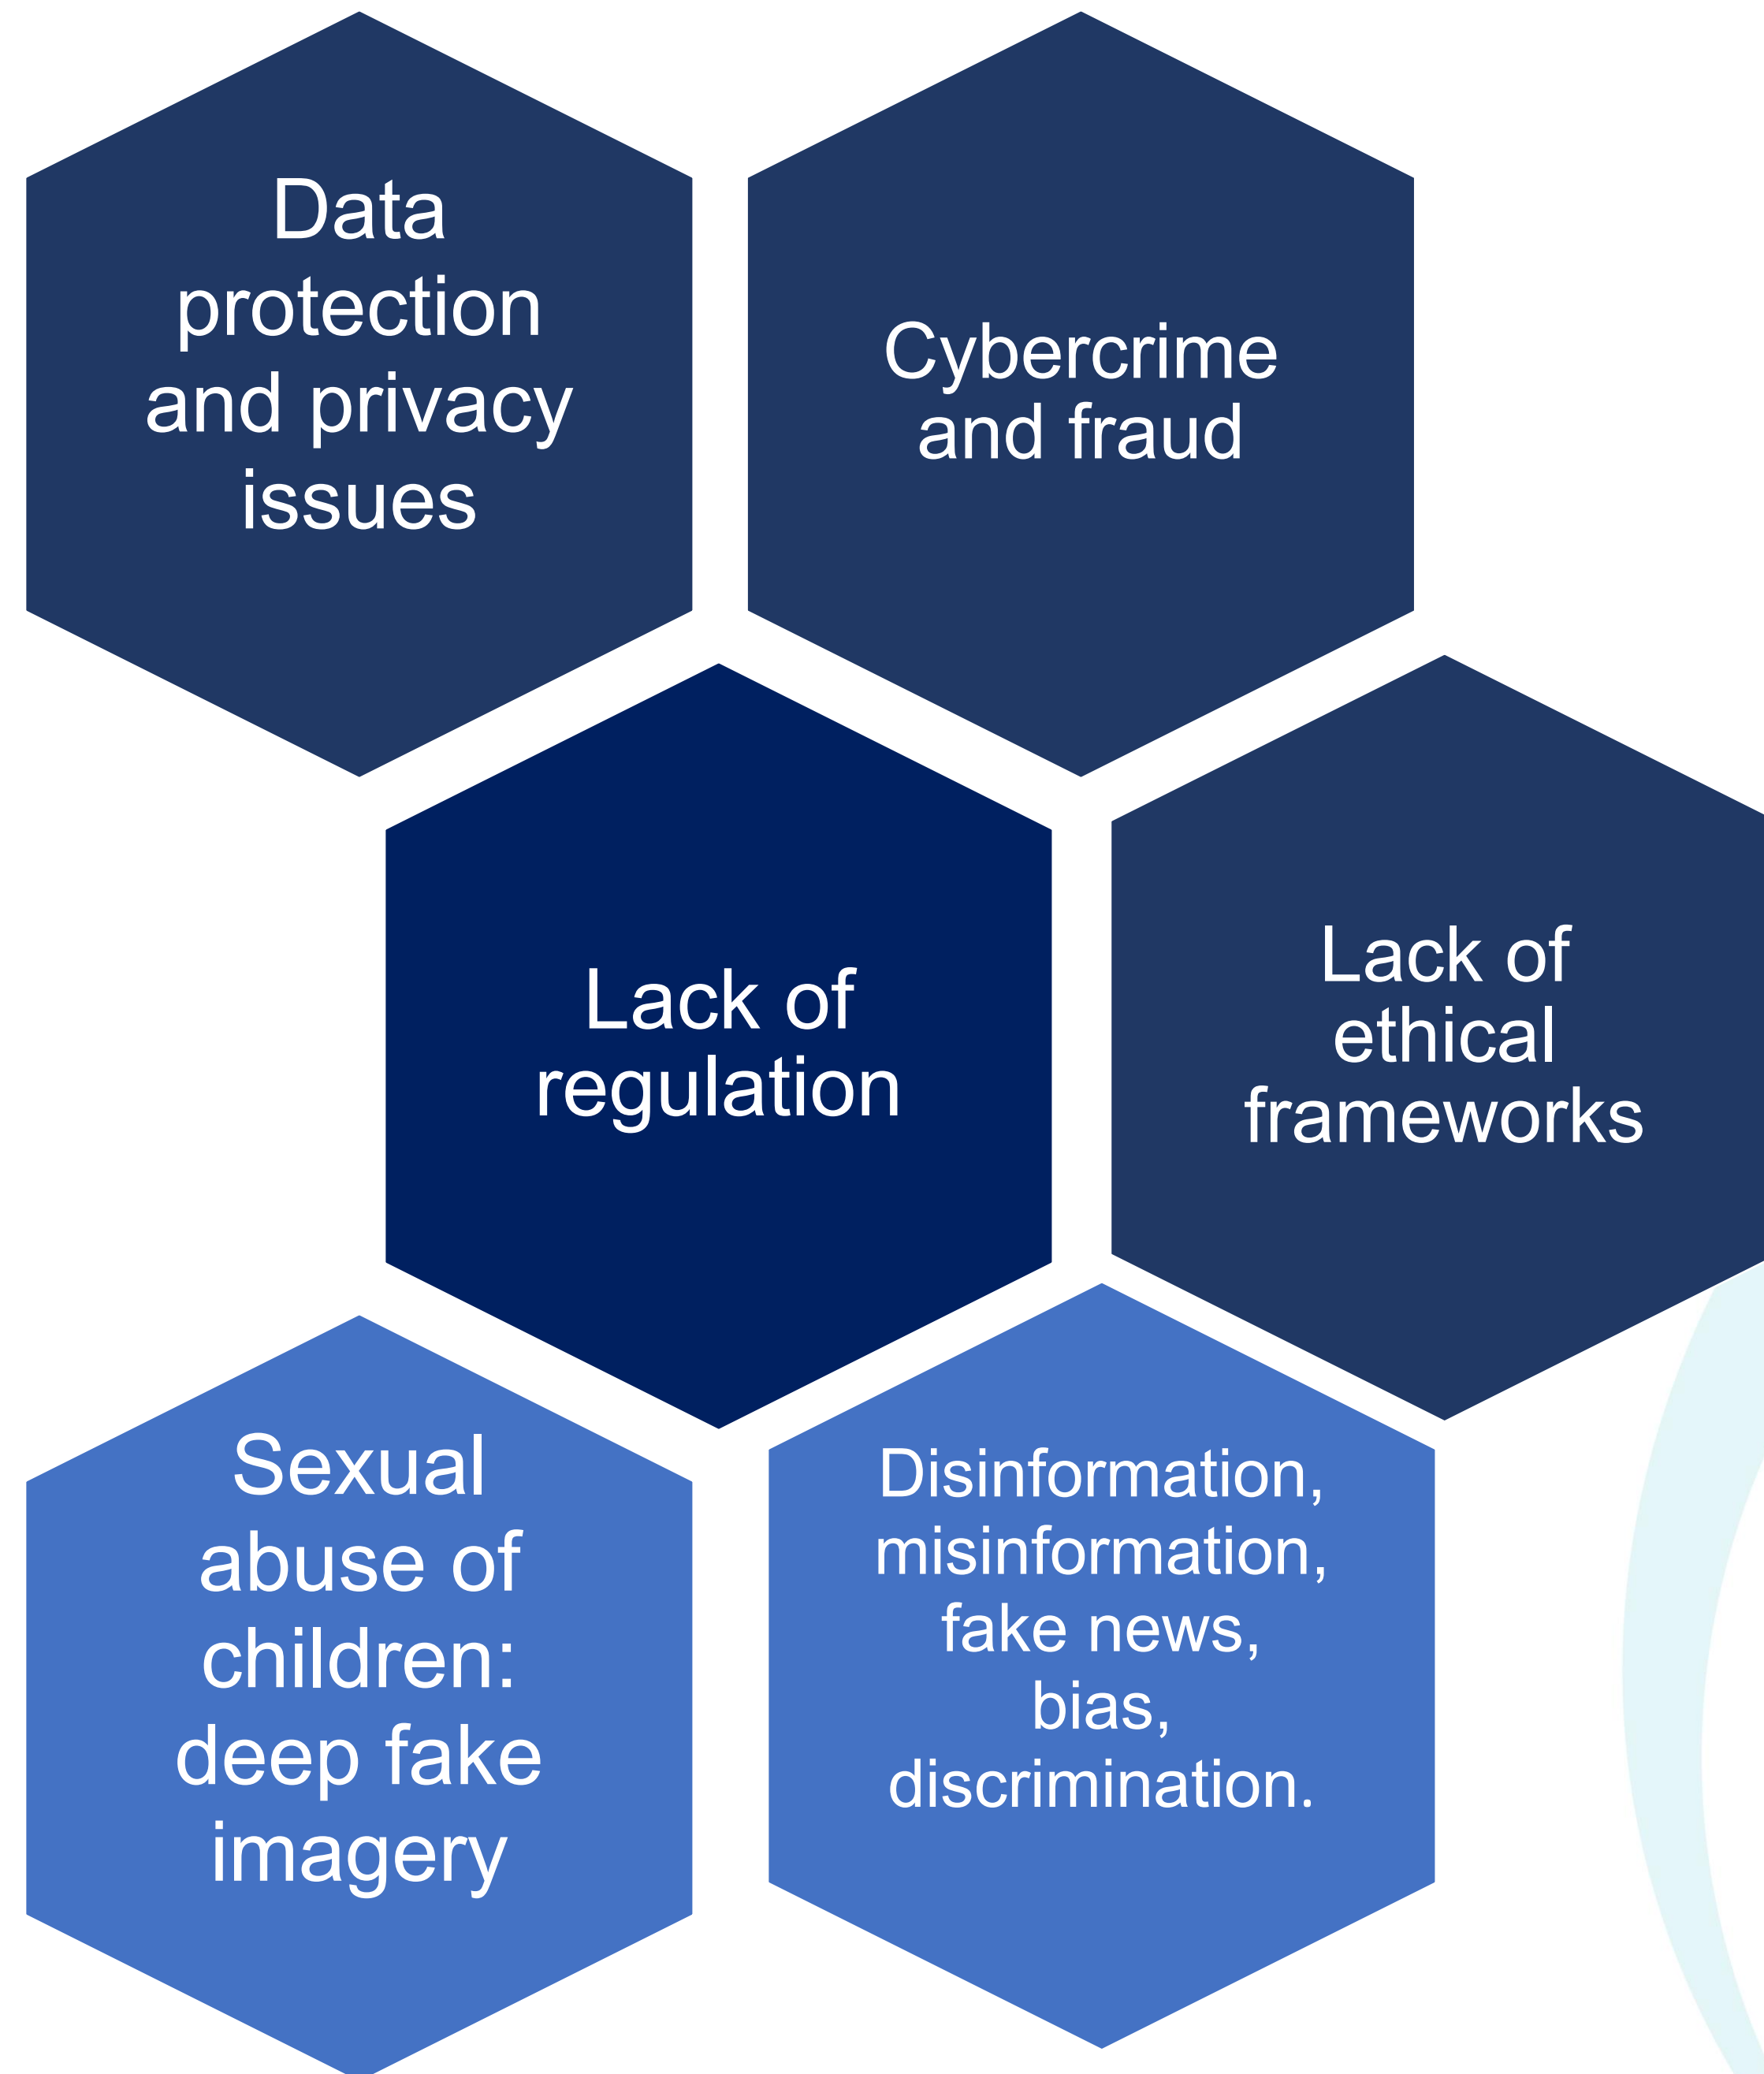 Data
protection
and privacy
issues
Cybercrime
and fraud
Lack of
regulation
Lack of
ethical
frameworks
Sexual
abuse of
children:
deep fake
imagery
Disinformation,
misinformation,
fake news,
bias,
discrimination.